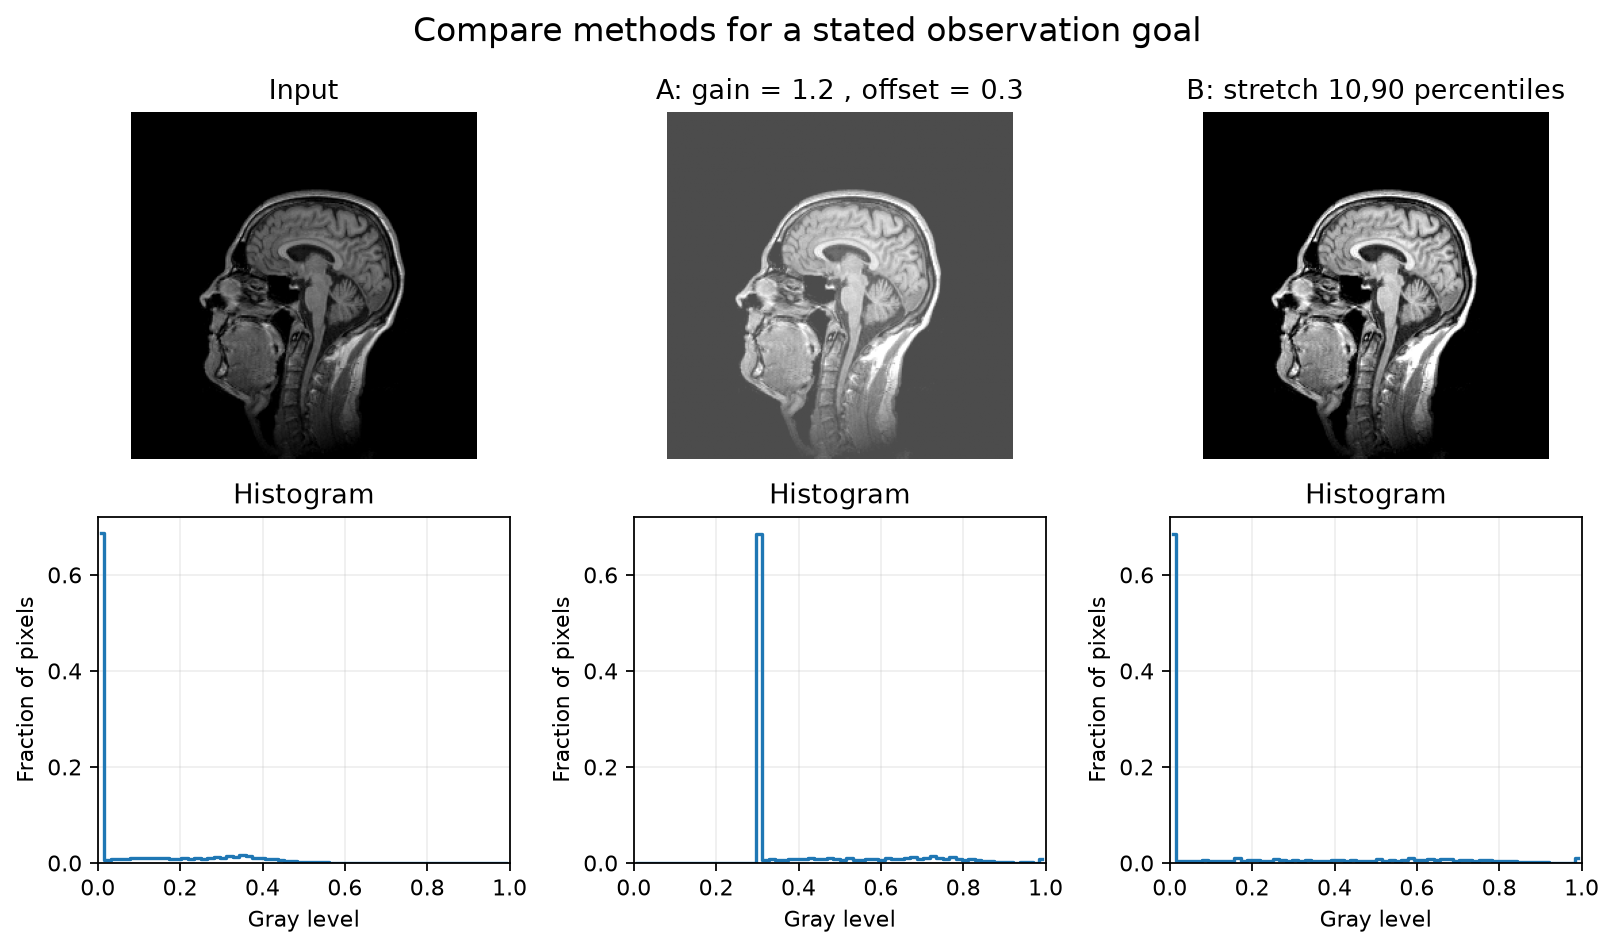 Compare methods for a stated observation goal
Input
A: gain = 1.2 , offset = 0.3
B: stretch 10,90 percentiles
Histogram
Histogram
Histogram
Fraction of pixels
0.6
0.4
0.2
0.0
0.0 0.2 0.4 0.6 0.8 1.0
Gray level
Fraction of pixels
0.6
0.4
0.2
0.0
0.0 0.2 0.4 0.6 0.8 1.0
Gray level
Fraction of pixels
0.6
0.4
0.2
0.0
0.0 0.2 0.4 0.6 0.8 1.0
Gray level